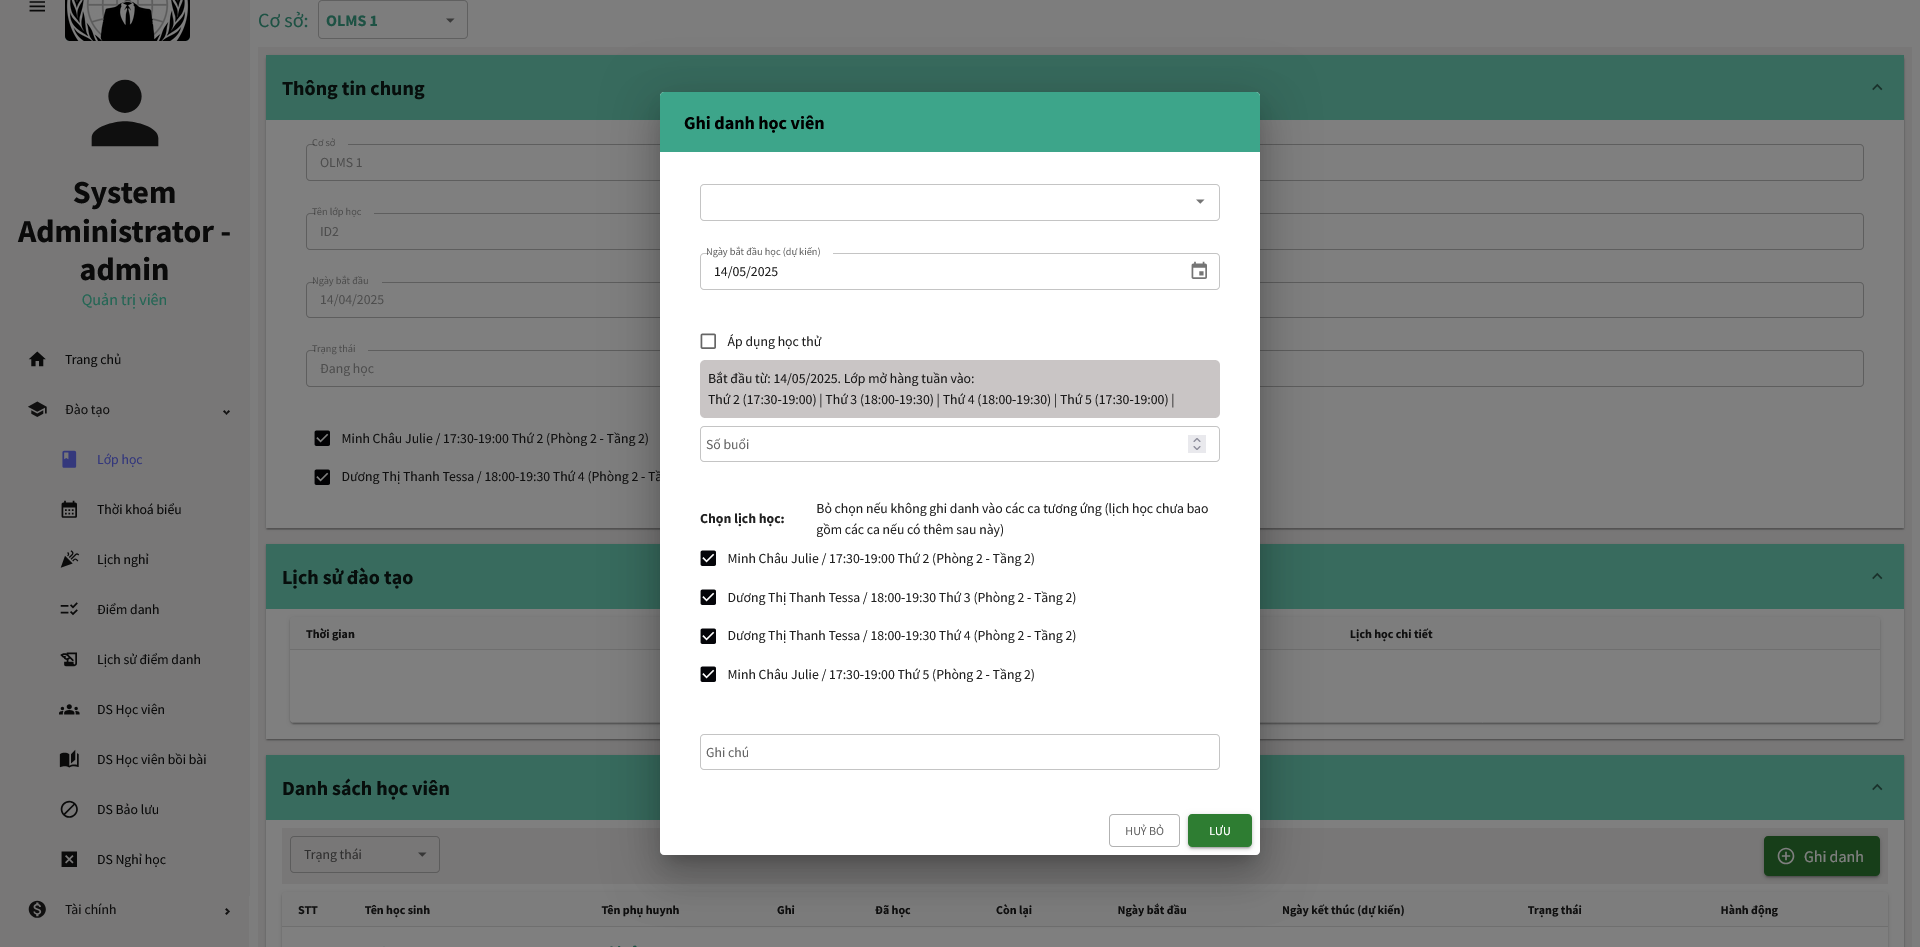 Cơ sở:
OLMS 1
System
Administrator -
admin
Quản trị viên
Trang chủ
Đào tạo
Lớp học
Thời khoá biểu
Lịch nghỉ
Điểm danh
Lịch sử điểm danh
DS Học viên
DS Học viên bồi bài
DS Bảo lưu
DS Nghỉ học
Tài chính
Thông tin chung
Cơ sở
OLMS 1
Tên lớp học
ID2
Ngày bắt đầu
14/04/2025
Trạng thái
Đang học
Minh Châu Julie / 17:30-19:00 Thứ 2 (Phòng 2 - Tầng 2)
Dương Thị Thanh Tessa / 18:00-19:30 Thứ 4 (Phòng 2 - Tầ
Lịch sử đào tạo
Thời gian
Lịch học chi tiết
Danh sách học viên
Trạng thái
Ghi danh
STT
Tên học sinh
Tên phụ huynh
Ghi
Đã học
Còn lại
Ngày bắt đầu
Ngày kết thúc (dự kiến)
Trạng thái
Hành động
Ghi danh học viên
Ngày bắt đầu học (dự kiến)
14/05/2025
Áp dụng học thử
Bắt đầu từ: 14/05/2025. Lớp mở hàng tuần vào:
Thứ 2 (17:30-19:00) | Thứ 3 (18:00-19:30) | Thứ 4 (18:00-19:30) | Thứ 5 (17:30-19:00) |
Số buổi
Chọn lịch học:
Bỏ chọn nếu không ghi danh vào các ca tương ứng (lịch học chưa bao
gồm các ca nếu có thêm sau này)
Minh Châu Julie / 17:30-19:00 Thứ 2 (Phòng 2 - Tầng 2)
Dương Thị Thanh Tessa / 18:00-19:30 Thứ 3 (Phòng 2 - Tầng 2)
Dương Thị Thanh Tessa / 18:00-19:30 Thứ 4 (Phòng 2 - Tầng 2)
Minh Châu Julie / 17:30-19:00 Thứ 5 (Phòng 2 - Tầng 2)
Ghi chú
HUỶ BỎ
LƯU